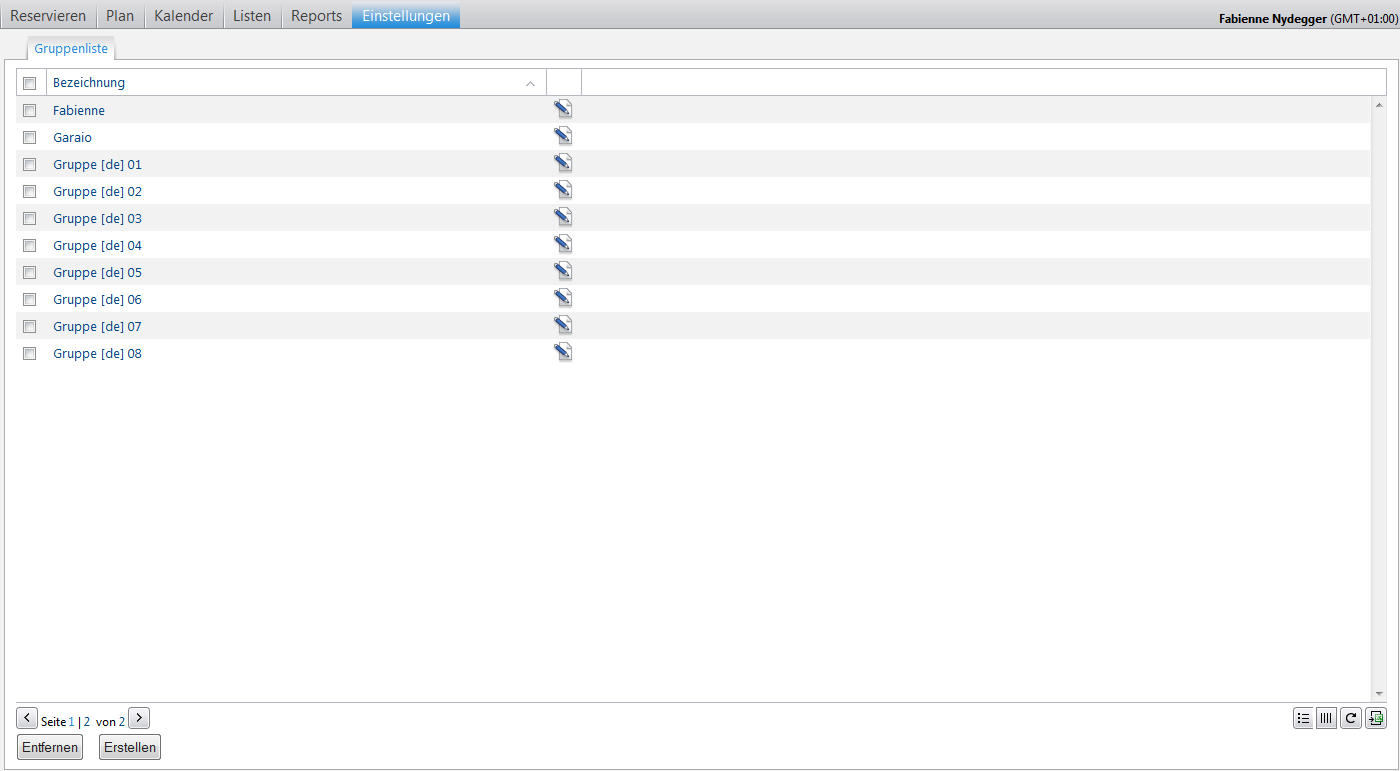 Reservieren Plan Kalender Listen Reports Einstellungen Fabienne Nydegger (GMT+01:00)
Gruppenliste
Bezeichnung
Fabienne
Garaio
Gruppe [de] 01
Gruppe [de] 02
Gruppe [de] 03
Gruppe [de] 04
Gruppe [de] 05
Gruppe [de] 06
Gruppe [de] 07
Gruppe [de] 08
Seite 1 | 2 von 2
Entfernen Erstellen